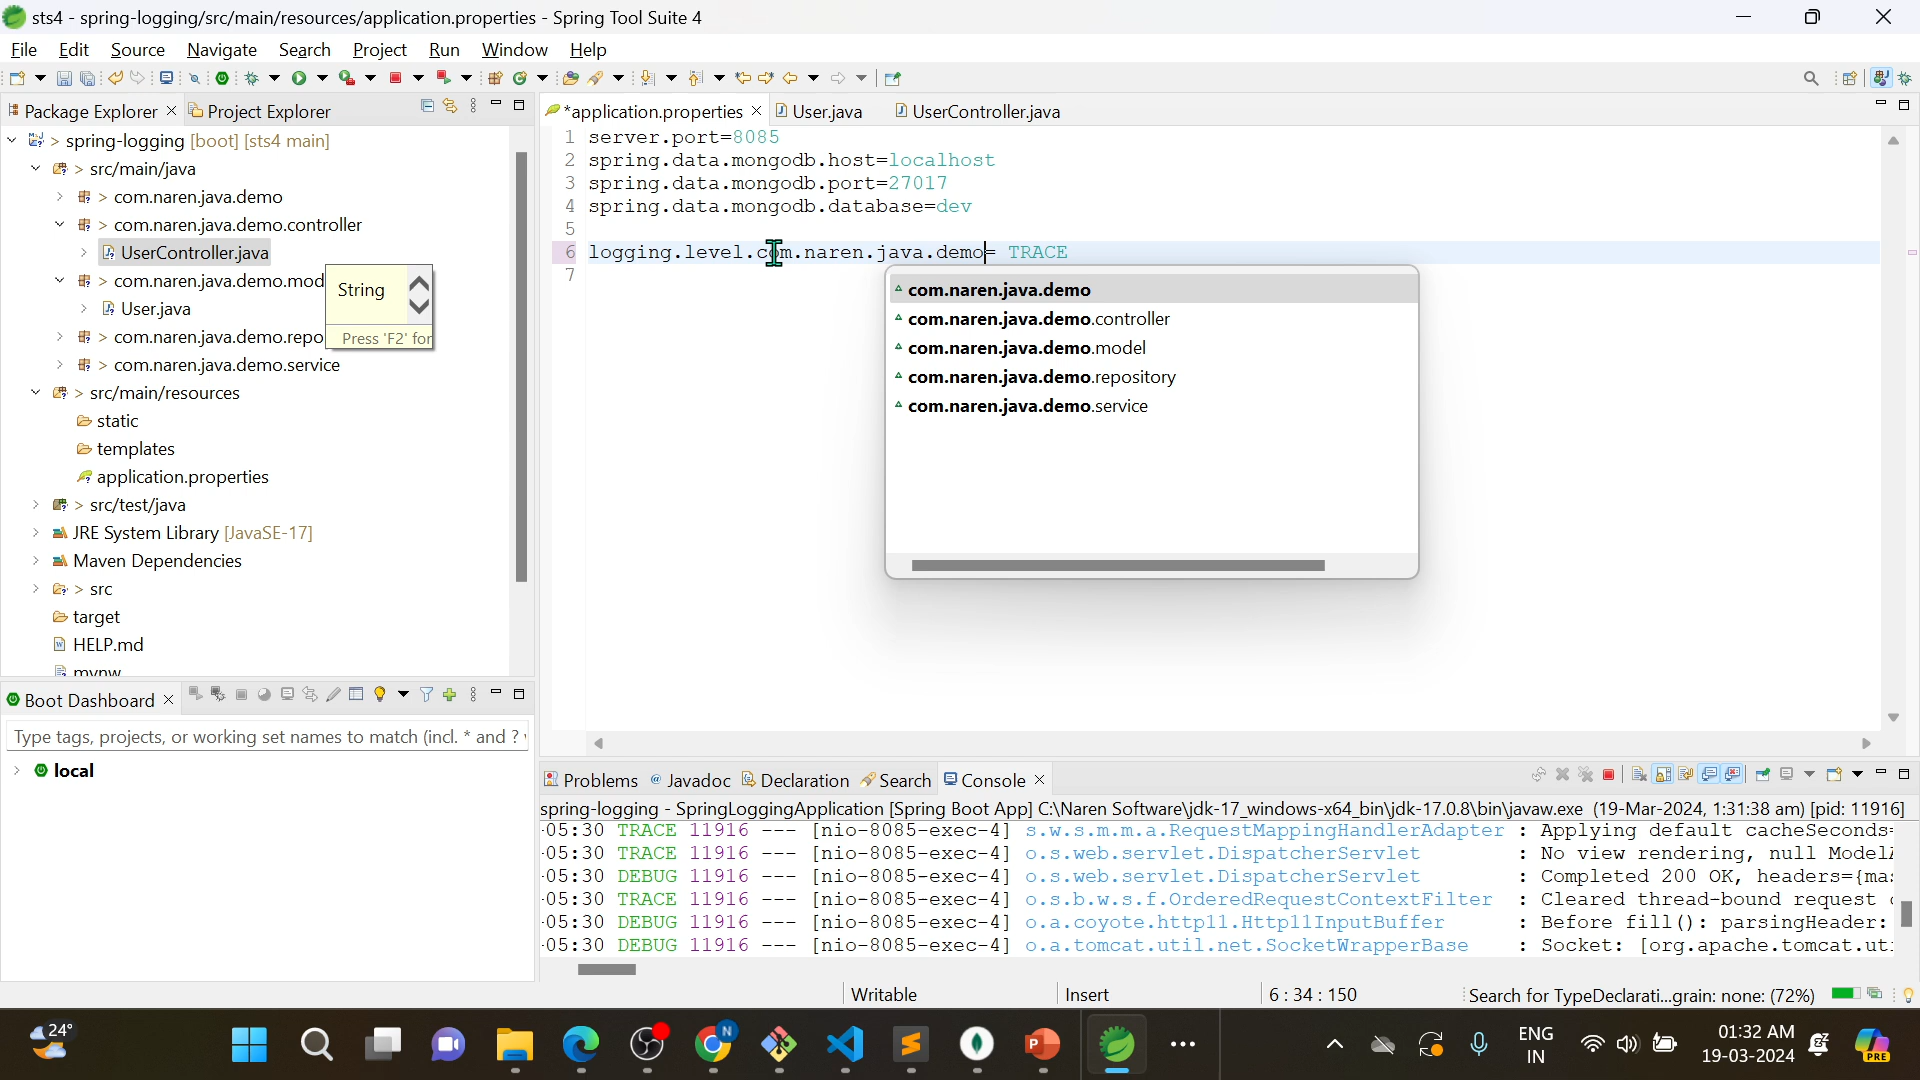 sts4 - spring-logging/src/main/resources/application.properties - Spring Tool Suite 4
File Edit Source Navigate Search Project Run Window Help
Package Explorer Project Explorer
> spring-logging [boot] [sts4 main]
> src/main/java
> com.naren.java.demo
> com.naren.java.demo.controller
UserController.java
> com.naren.java.demo.mod
User.java
> com.naren.java.demo.repo
> com.naren.java.demo.service
> src/main/resources
static
templates
application.properties
> src/test/java
JRE System Library [JavaSE-17]
Maven Dependencies
> src
target
HELP.md
mvnw
String
Press 'F2' for
*application.properties User.java UserController.java
1 server.port=8085
2 spring.data.mongodb.host=localhost
3 spring.data.mongodb.port=27017
4 spring.data.mongodb.database=dev
5
6 logging.level.com.naren.java.demo= TRACE
7
com.naren.java.demo
com.naren.java.demo.controller
com.naren.java.demo.model
com.naren.java.demo.repository
com.naren.java.demo.service
Boot Dashboard
Type tags, projects, or working set names to match (incl. * and ?
local
Problems @ Javadoc Declaration Search Console
spring-logging - SpringLoggingApplication [Spring Boot App] C:\Naren Software\jdk-17_windows-x64_bin\jdk-17.0.8\bin\javaw.exe (19-Mar-2024, 1:31:38 am) [pid: 11916]
-05:30 TRACE 11916 --- [nio-8085-exec-4] s.w.s.m.m.a.RequestMappingHandlerAdapter : Applying default cacheSeconds=
-05:30 TRACE 11916 --- [nio-8085-exec-4] o.s.web.servlet.DispatcherServlet : No view rendering, null ModelA
-05:30 DEBUG 11916 --- [nio-8085-exec-4] o.s.web.servlet.DispatcherServlet : Completed 200 OK, headers={mas
-05:30 TRACE 11916 --- [nio-8085-exec-4] o.s.b.w.s.f.OrderedRequestContextFilter : Cleared thread-bound request
-05:30 DEBUG 11916 --- [nio-8085-exec-4] o.a.coyote.http11.Http11InputBuffer : Before fill(): parsingHeader:
-05:30 DEBUG 11916 --- [nio-8085-exec-4] o.a.tomcat.util.net.SocketWrapperBase : Socket: [org.apache.tomcat.uti
Writable Insert 6 : 34 : 150 Search for TypeDeclarati...grain: none: (72%)
24° N ENG IN 01:32 AM 19-03-2024 PRE